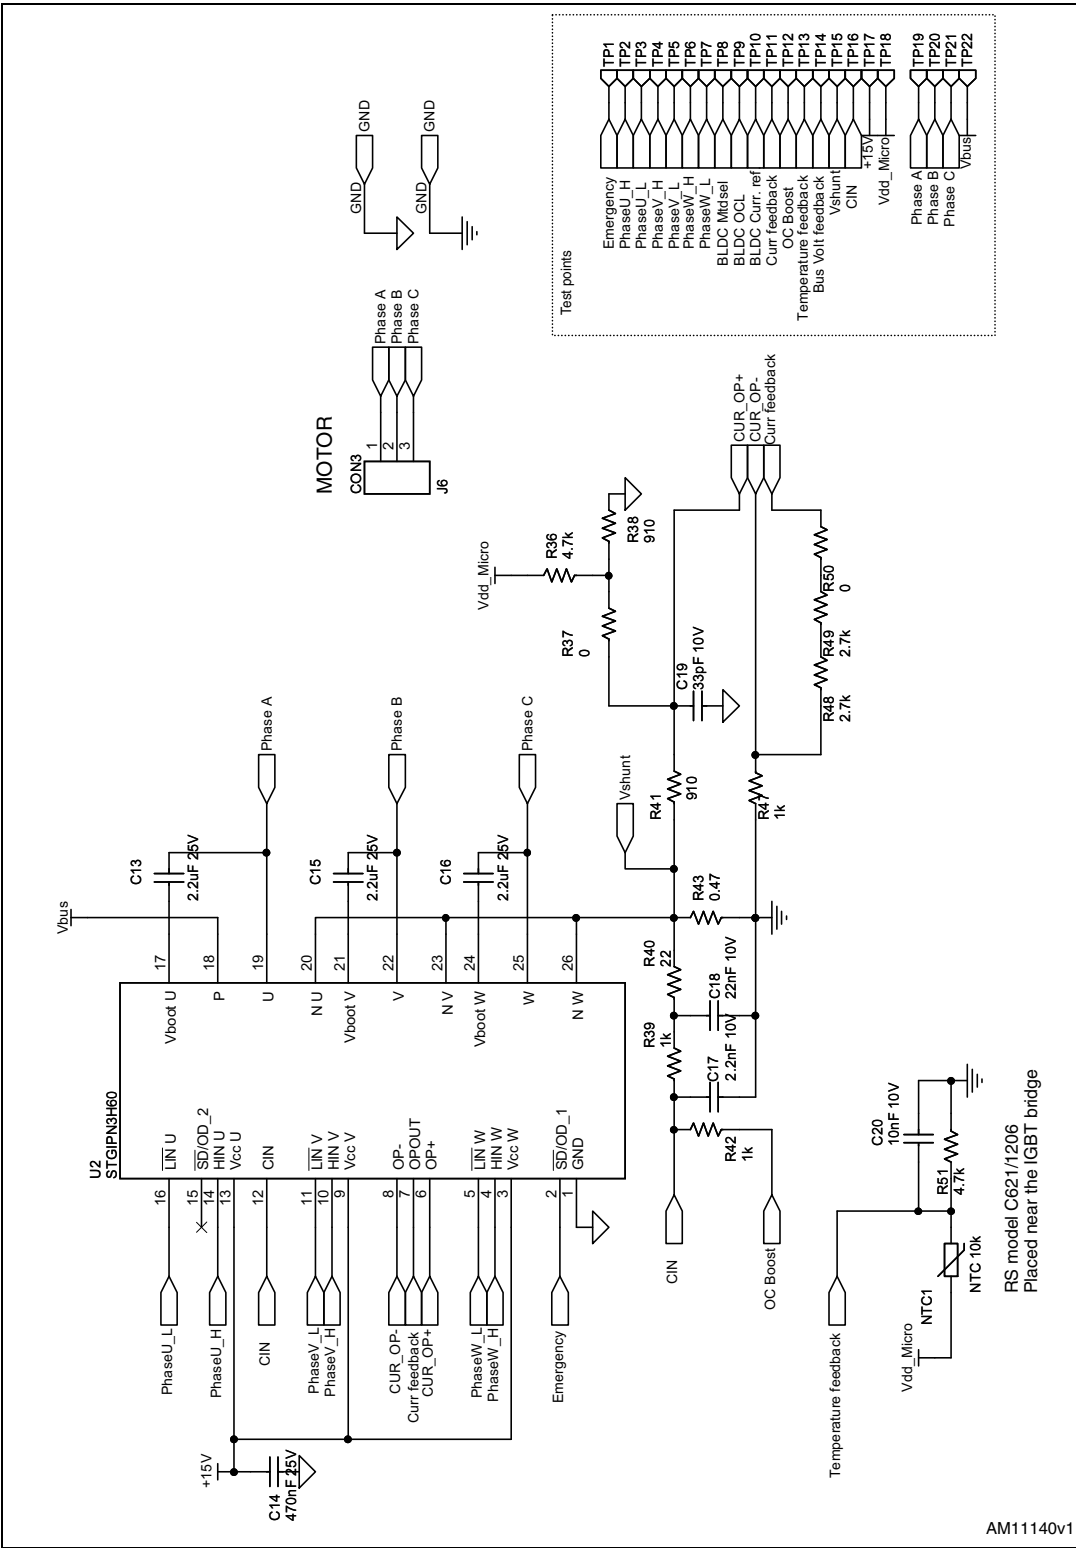 Test points
Emergency
PhaseU_H
PhaseU_L
PhaseV_H
PhaseV_L
PhaseW_H
PhaseW_L
BLDC Mtdsel
BLDC OCL
BLDC Curr. ref
Curr feedback
OC Boost
Temperature feedback
Bus Volt feedback
Vshunt
CIN
+15V
Vdd_Micro
TP1
TP2
TP3
TP4
TP5
TP6
TP7
TP8
TP9
TP10
TP11
TP12
TP13
TP14
TP15
TP16
TP17
TP18
Phase A
Phase B
Phase C
Vbus
TP19
TP20
TP21
TP22
GND
GND
GND
GND
MOTOR
CON3
J6
1
2
3
Phase A
Phase B
Phase C
Vdd_Micro
R36
4.7k
R37
0
R38
910
C19
33pF 10V
CUR_OP+
CUR_OP-
Curr feedback
R50
0
R49
2.7k
R48
2.7k
R41
910
R47
1k
Vshunt
R43
0.47
R40
22
C18
22nF 10V
R39
1k
C17
2.2nF 10V
R42
1k
CIN
OC Boost
Vbus
C13
2.2uF 25V
C15
2.2uF 25V
C16
2.2uF 25V
Phase A
Phase B
Phase C
17
18
19
20
21
22
23
24
25
26
Vboot U
P
U
N U
Vboot V
V
N V
Vboot W
W
N W
U2
STGIPN3H60
LIN U
SD/OD_2
HIN U
Vcc U
CIN
LIN V
HIN V
Vcc V
OP-
OPOUT
OP+
LIN W
HIN W
Vcc W
SD/OD_1
GND
16
15
14
13
12
11
10
9
8
7
6
5
4
3
2
1
PhaseU_L
PhaseU_H
CIN
PhaseV_L
PhaseV_H
CUR_OP-
Curr feedback
CUR_OP+
PhaseW_L
PhaseW_H
Emergency
+15V
C14
470nF 25V
Temperature feedback
Vdd_Micro
NTC1
NTC 10k
C20
10nF 10V
R51
4.7k
RS model C621/1206
Placed near the IGBT bridge
AM11140v1